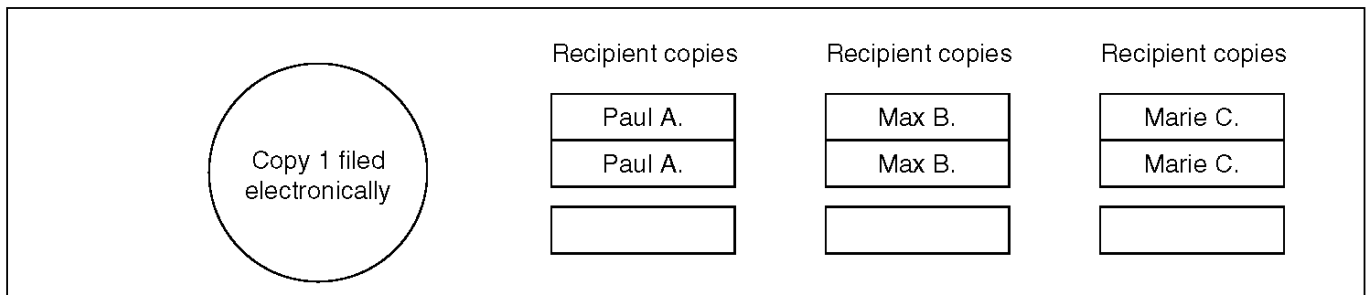 Copy 1 filed
electronically
Recipient copies
Paul A.
Paul A.
Recipient copies
Max B.
Max B.
Recipient copies
Marie C.
Marie C.